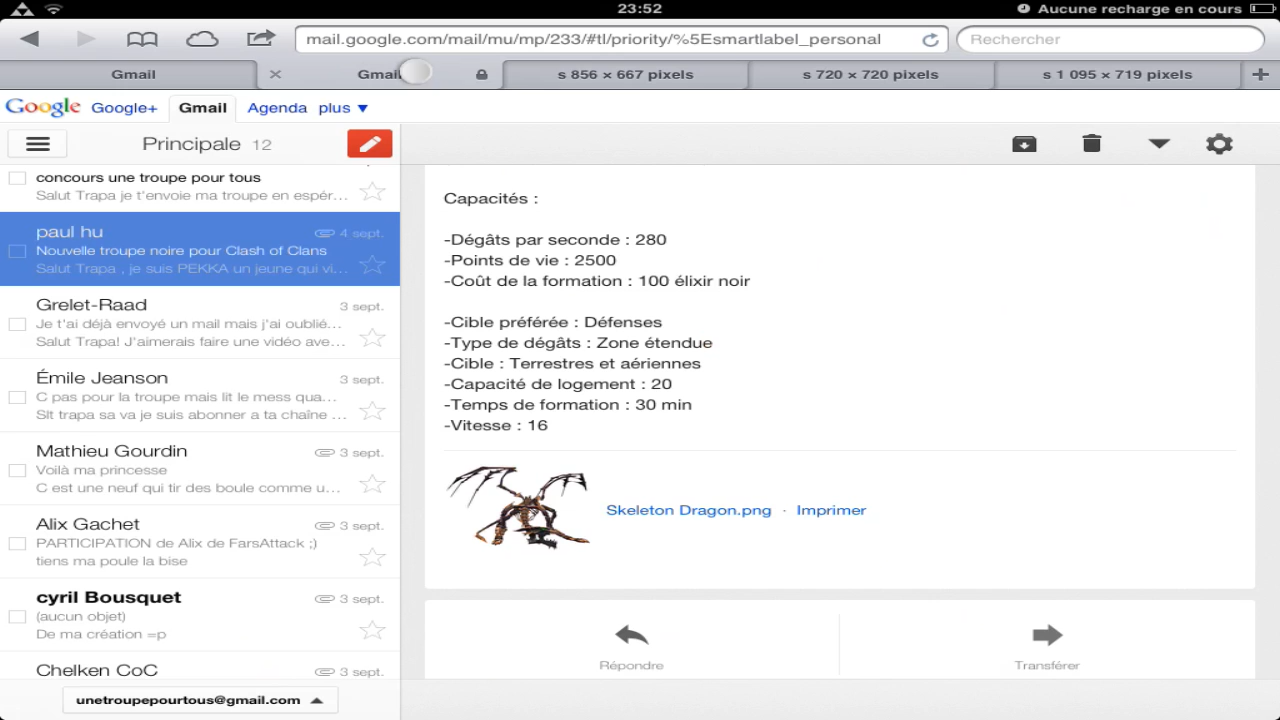 23:52
Aucune recharge en cours
mail.google.com/mail/mu/mp/233/#tl/priority/%5Esmartlabel_personal
Rechercher
Gmail
Gmail
s 856 × 667 pixels
s 720 × 720 pixels
s 1 095 × 719 pixels
Google Google+ Gmail Agenda plus
Principale 12
concours une troupe pour tous
Salut Trapa je t'envoie ma troupe en espér…
paul hu 4 sept.
Nouvelle troupe noire pour Clash of Clans
Salut Trapa , je suis PEKKA un jeune qui vi…
Grelet-Raad 3 sept.
Je t'ai déjà envoyé un mail mais j'ai oublié…
Salut Trapa! J'aimerais faire une vidéo ave…
Émile Jeanson 3 sept.
C pas pour la troupe mais lit le mess qua…
Slt trapa sa va je suis abonner a ta chaîne …
Mathieu Gourdin 3 sept.
Voilà ma princesse
C est une neuf qui tir des boule comme u…
Alix Gachet 3 sept.
PARTICIPATION de Alix de FarsAttack ;)
tiens ma poule la bise
cyril Bousquet 3 sept.
(aucun objet)
De ma création =p
Chelken CoC 3 sept.
unetroupepourtous@gmail.com
Capacités :
-Dégâts par seconde : 280
-Points de vie : 2500
-Coût de la formation : 100 élixir noir
-Cible préférée : Défenses
-Type de dégâts : Zone étendue
-Cible : Terrestres et aériennes
-Capacité de logement : 20
-Temps de formation : 30 min
-Vitesse : 16
Skeleton Dragon.png · Imprimer
Répondre
Transférer